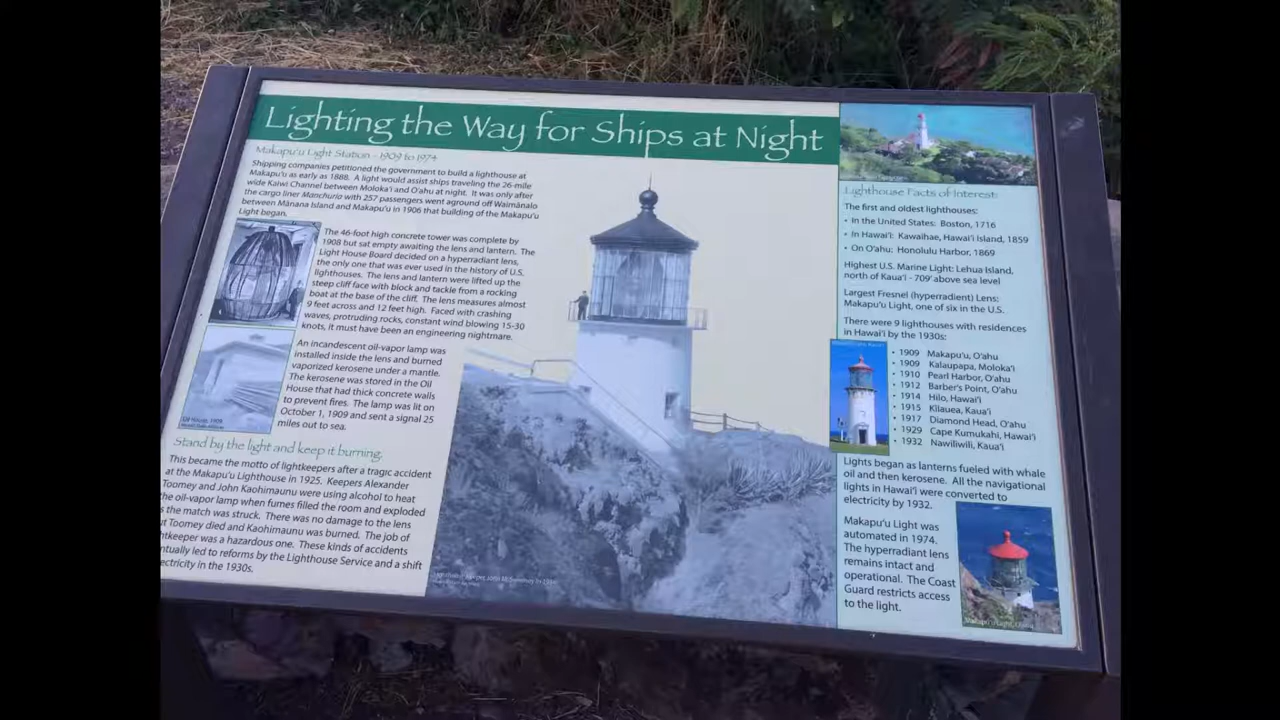 Lighting the Way for Ships at Night
Makapu'u Light Station - 1909 to 1974
Shipping companies petitioned the government to build a lighthouse at
Makapu'u as early as 1888. A light would assist ships traveling the 26-mile
wide Kaiwi Channel between Moloka'i and O'ahu at night. It was only after
the cargo liner Manchuria with 257 passengers went aground off Waimānalo
between Mānana Island and Makapu'u in 1906 that building of the Makapu'u
Light began.
The 46-foot high concrete tower was complete by
1908 but sat empty awaiting the lens and lantern. The
Light House Board decided on a hyperradiant lens,
the only one that was ever used in the history of U.S.
lighthouses. The lens and lantern were lifted up the
steep cliff face with block and tackle from a rocking
boat at the base of the cliff. The lens measures almost
9 feet across and 12 feet high. Faced with crashing
waves, protruding rocks, constant wind blowing 15-30
knots, it must have been an engineering nightmare.
An incandescent oil-vapor lamp was
installed inside the lens and burned
vaporized kerosene under a mantle.
The kerosene was stored in the Oil
House that had thick concrete walls
to prevent fires. The lamp was lit on
October 1, 1909 and sent a signal 25
miles out to sea.
Oil House, 1909
Stand by the light and keep it burning.
This became the motto of lightkeepers after a tragic accident
at the Makapu'u Lighthouse in 1925. Keepers Alexander
Toomey and John Kaohimaunu were using alcohol to heat
the oil-vapor lamp when fumes filled the room and exploded
s the match was struck. There was no damage to the lens
ut Toomey died and Kaohimaunu was burned. The job of
htkeeper was a hazardous one. These kinds of accidents
ntually led to reforms by the Lighthouse Service and a shift
ectricity in the 1930s.
Lighthouse Facts of Interest:
The first and oldest lighthouses:
• In the United States: Boston, 1716
• In Hawai'i: Kawaihae, Hawai'i Island, 1859
• On O'ahu: Honolulu Harbor, 1869
Highest U.S. Marine Light: Lehua Island,
north of Kaua'i - 709' above sea level
Largest Fresnel (hyperradient) Lens:
Makapu'u Light, one of six in the U.S.
There were 9 lighthouses with residences
in Hawai'i by the 1930s:
• 1909 Makapu'u, O'ahu
• 1909 Kalaupapa, Moloka'i
• 1910 Pearl Harbor, O'ahu
• 1912 Barber's Point, O'ahu
• 1914 Hilo, Hawai'i
• 1915 Kīlauea, Kaua'i
• 1917 Diamond Head, O'ahu
• 1929 Cape Kumukahi, Hawai'i
• 1932 Nawiliwili, Kaua'i
Lights began as lanterns fueled with whale
oil and then kerosene. All the navigational
lights in Hawai'i were converted to
electricity by 1932.
Makapu'u Light was
automated in 1974.
The hyperradiant lens
remains intact and
operational. The Coast
Guard restricts access
to the light.
Makapu'u Light,